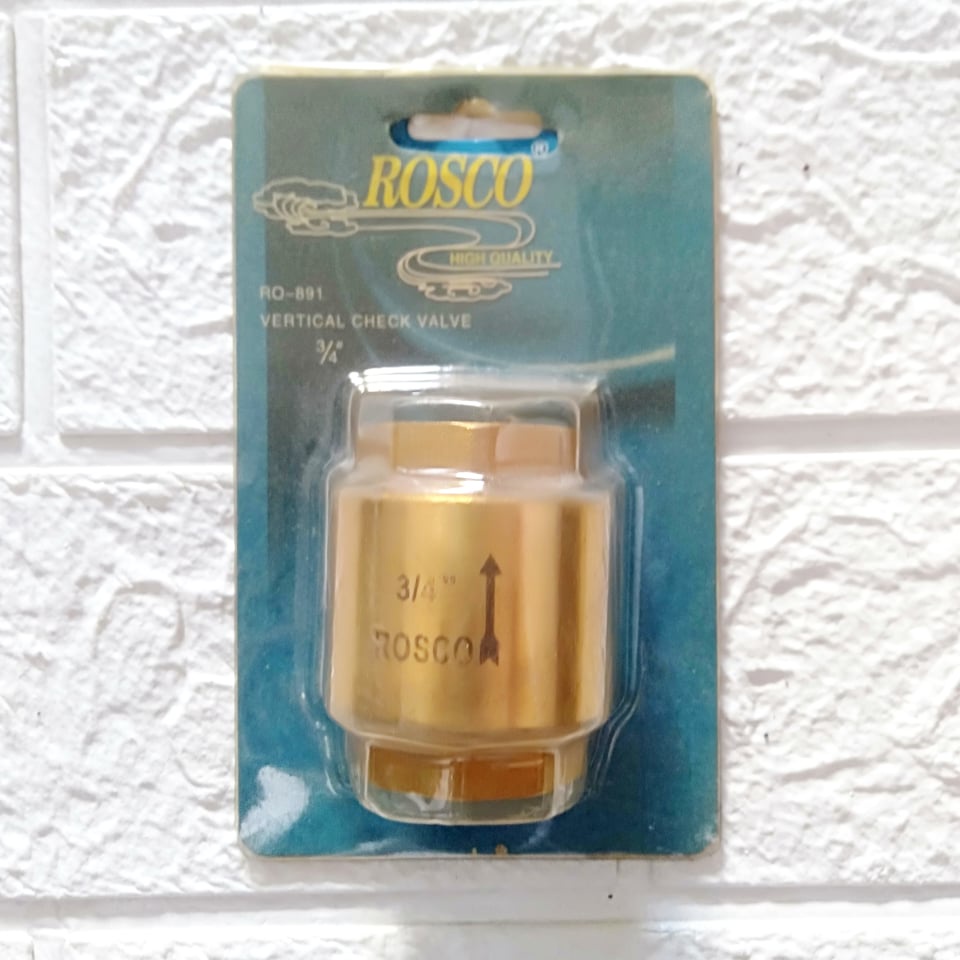 ROSCO®
HIGH QUALITY
RO-891
VERTICAL CHECK VALVE
3/4"
3/4"
ROSCO